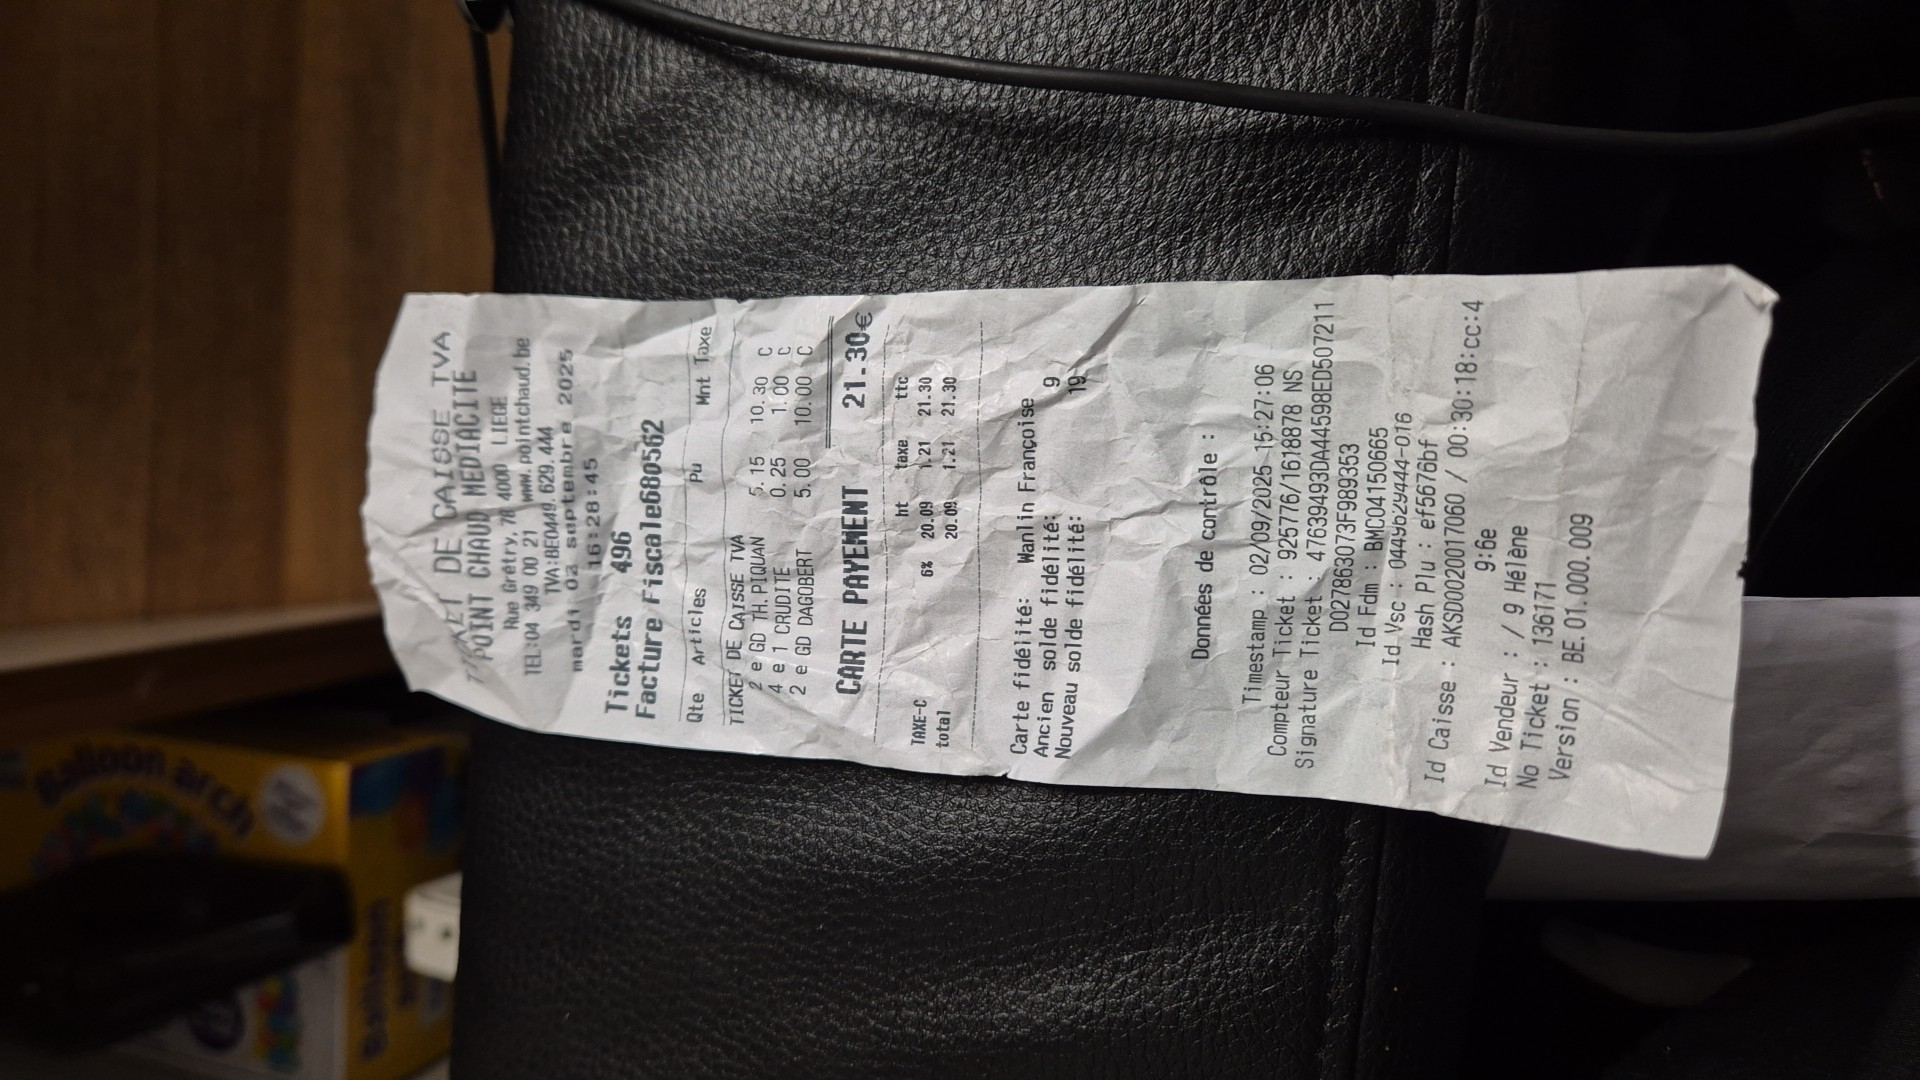 TICKET DE CAISSE TVA
POINT CHAUD MEDIACITE
Rue Grétry, 78 4000 LIEGE
TEL:04 349 00 21 www.pointchaud.be
TVA:BE0449.629.444
mardi 02 septembre 2025
16:28:45
Tickets 496
Facture Fiscale680562
Qte Articles Pu Mnt Taxe
TICKET DE CAISSE TVA
2 e GD TH.PIQUAN 5.15 10.30 C
4 e 1 CRUDITE 0.25 1.00 C
2 e GD DAGOBERT 5.00 10.00 C
CARTE PAYEMENT 21.30€
ht taxe ttc
TAXE-C 6% 20.09 1.21 21.30
total 20.09 1.21 21.30
Carte fidélité: Wanlin Françoise
Ancien solde fidélité: 9
Nouveau solde fidélité: 19
Données de contrôle :
Timestamp : 02/09/2025 15:27:06
Compteur Ticket : 925776/1618878 NS
Signature Ticket : 47639493DA44598ED507211
D027863073F989353
Id Fdm : BMC04150665
Id Vsc : 0449b29444-016
Hash Plu : ef5676bf
Id Caisse : AKSD0020017060 / 00:30:18:cc:4
9:6e
Id Vendeur : / 9 Hélène
No Ticket : 136171
Version : BE.01.000.009
Balloon arch
Balloon